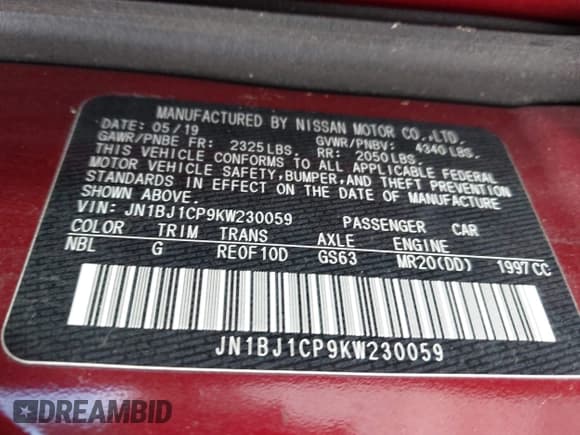 MANUFACTURED BY NISSAN MOTOR CO.,LTD.
DATE: 05/19 GVWR/PNBV: 4340 LBS.
GAWR/PNBE FR: 2325LBS. RR: 2050LBS.
THIS VEHICLE CONFORMS TO ALL APPLICABLE FEDERAL
MOTOR VEHICLE SAFETY,BUMPER,AND THEFT PREVENTION
STANDARDS IN EFFECT ON THE DATE OF MANUFACTURE
SHOWN ABOVE.
VIN: JN1BJ1CP9KW230059 PASSENGER CAR
COLOR TRIM TRANS AXLE ENGINE
NBL G REOF10D GS63 MR20(DD) 1997CC
JN1BJ1CP9KW230059
DREAMBID